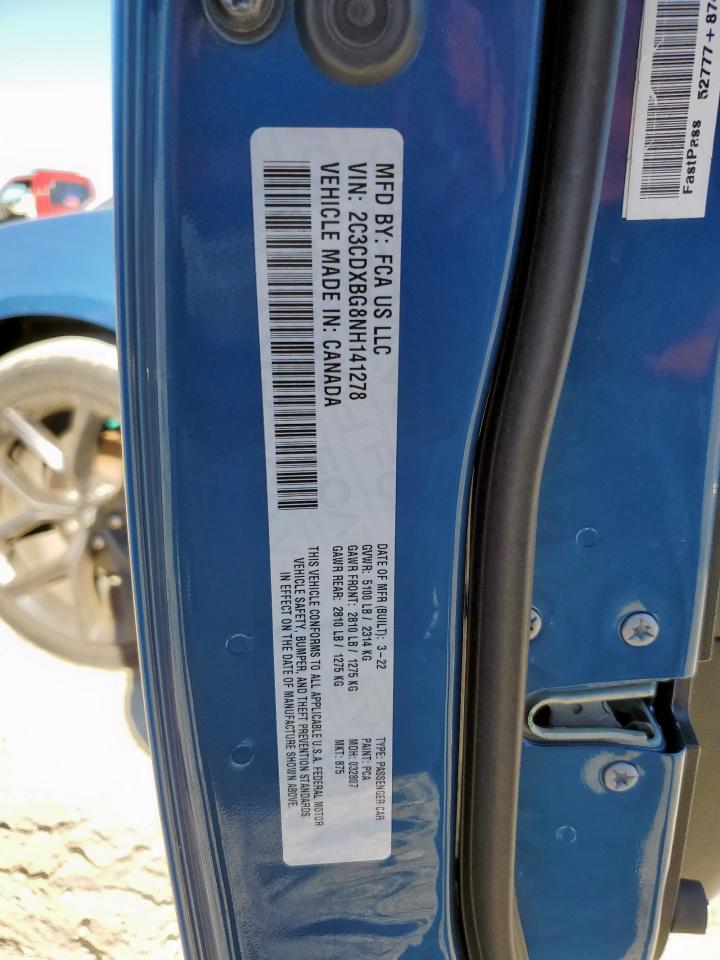 MFD BY: FCA US LLC
VIN: 2C3CDXBG8NH141278
VEHICLE MADE IN: CANADA
DATE OF MFR (BUILT): 3-22
GVWR: 5100 LB / 2314 KG
GAWR FRONT: 2810 LB / 1275 KG
GAWR REAR: 2810 LB / 1275 KG
TYPE: PASSENGER CAR
PAINT: PCA
MDH: 032807
MKT: 875
THIS VEHICLE CONFORMS TO ALL APPLICABLE U.S.A. FEDERAL MOTOR
VEHICLE SAFETY, BUMPER, AND THEFT PREVENTION STANDARDS
IN EFFECT ON THE DATE OF MANUFACTURE SHOWN ABOVE.
52777 + 87
FastPass